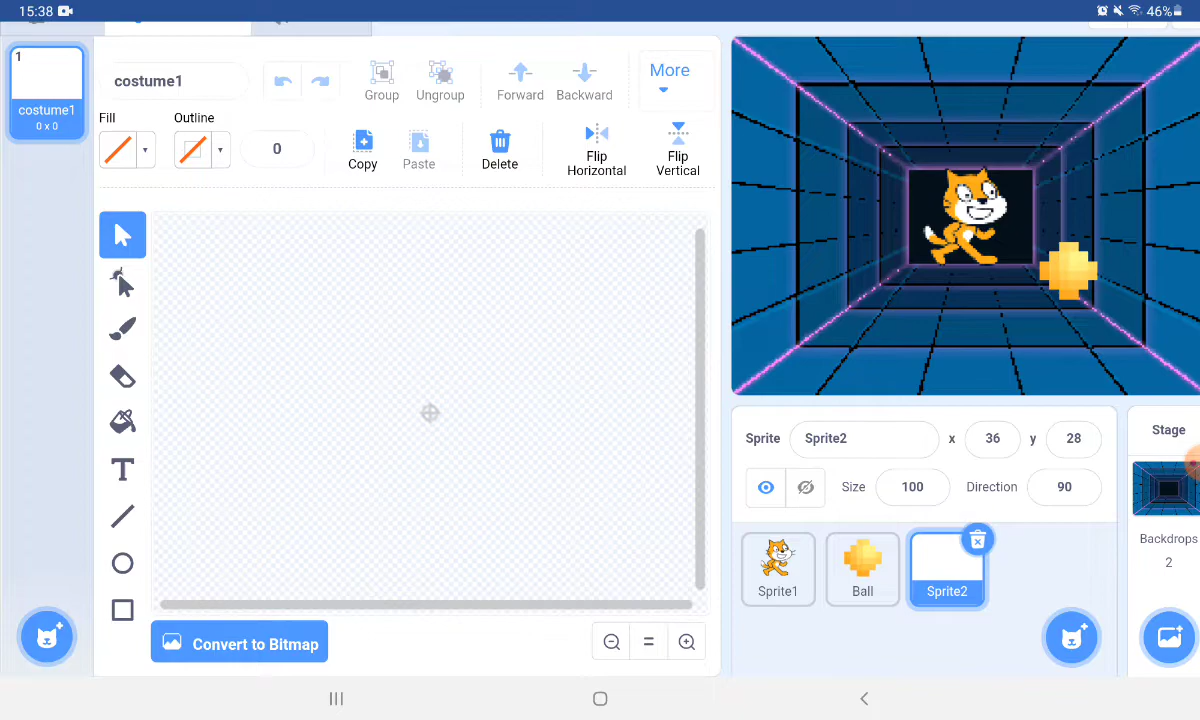 15:38
46%
1
costume1
0 x 0
costume1
Group
Ungroup
Forward
Backward
More
Fill
Outline
0
Copy
Paste
Delete
Flip
Horizontal
Flip
Vertical
Convert to Bitmap
Sprite
Sprite2
x
36
y
28
Size
100
Direction
90
Sprite1
Ball
Sprite2
Stage
Backdrops
2